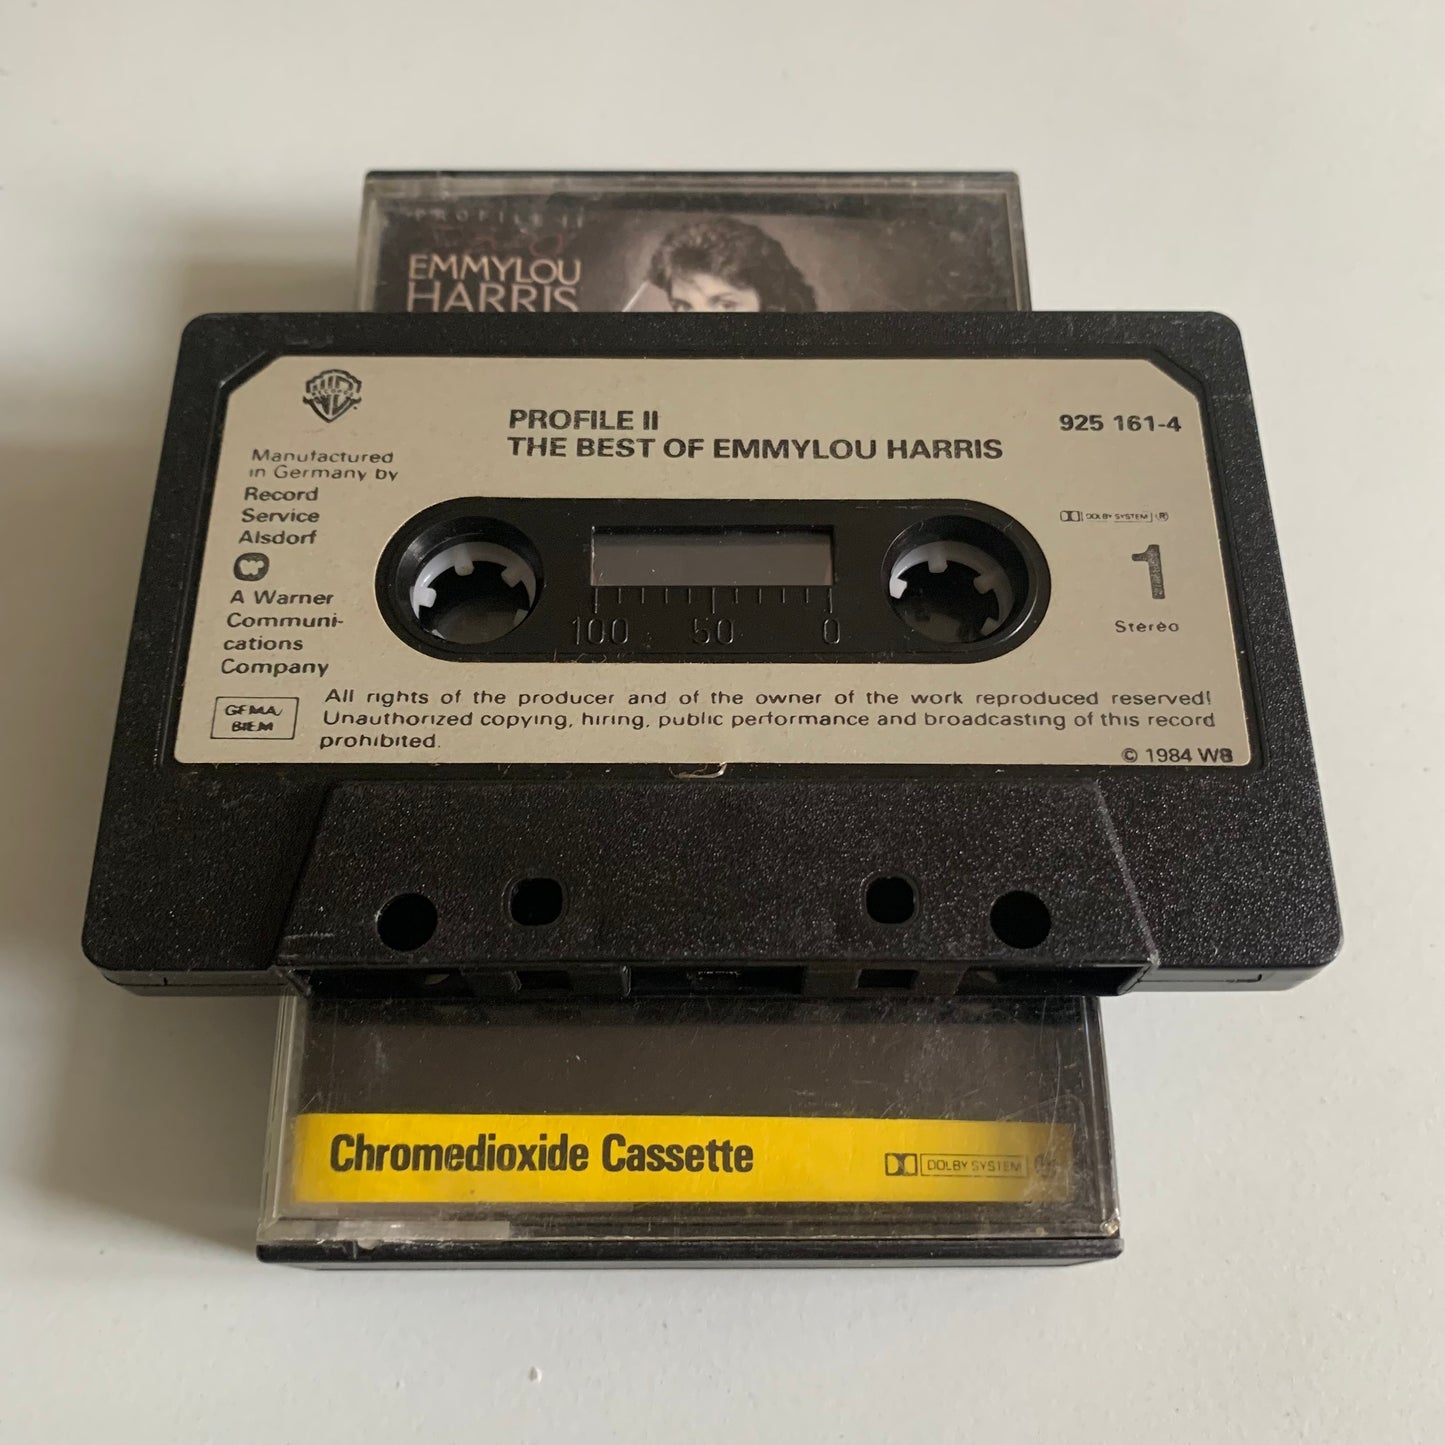 PROFILE II
The Best Of
EMMYLOU
HARRIS
PROFILE II
THE BEST OF EMMYLOU HARRIS
925 161-4
Manufactured
in Germany by
Record
Service
Alsdorf
A Warner
Communi-
cations
Company
GEMA/
BIEM
DOLBY SYSTEM ®
1
Stereo
100 50 0
All rights of the producer and of the owner of the work reproduced reserved!
Unauthorized copying, hiring, public performance and broadcasting of this record
prohibited.
© 1984 WB
Chromedioxide Cassette
DOLBY SYSTEM